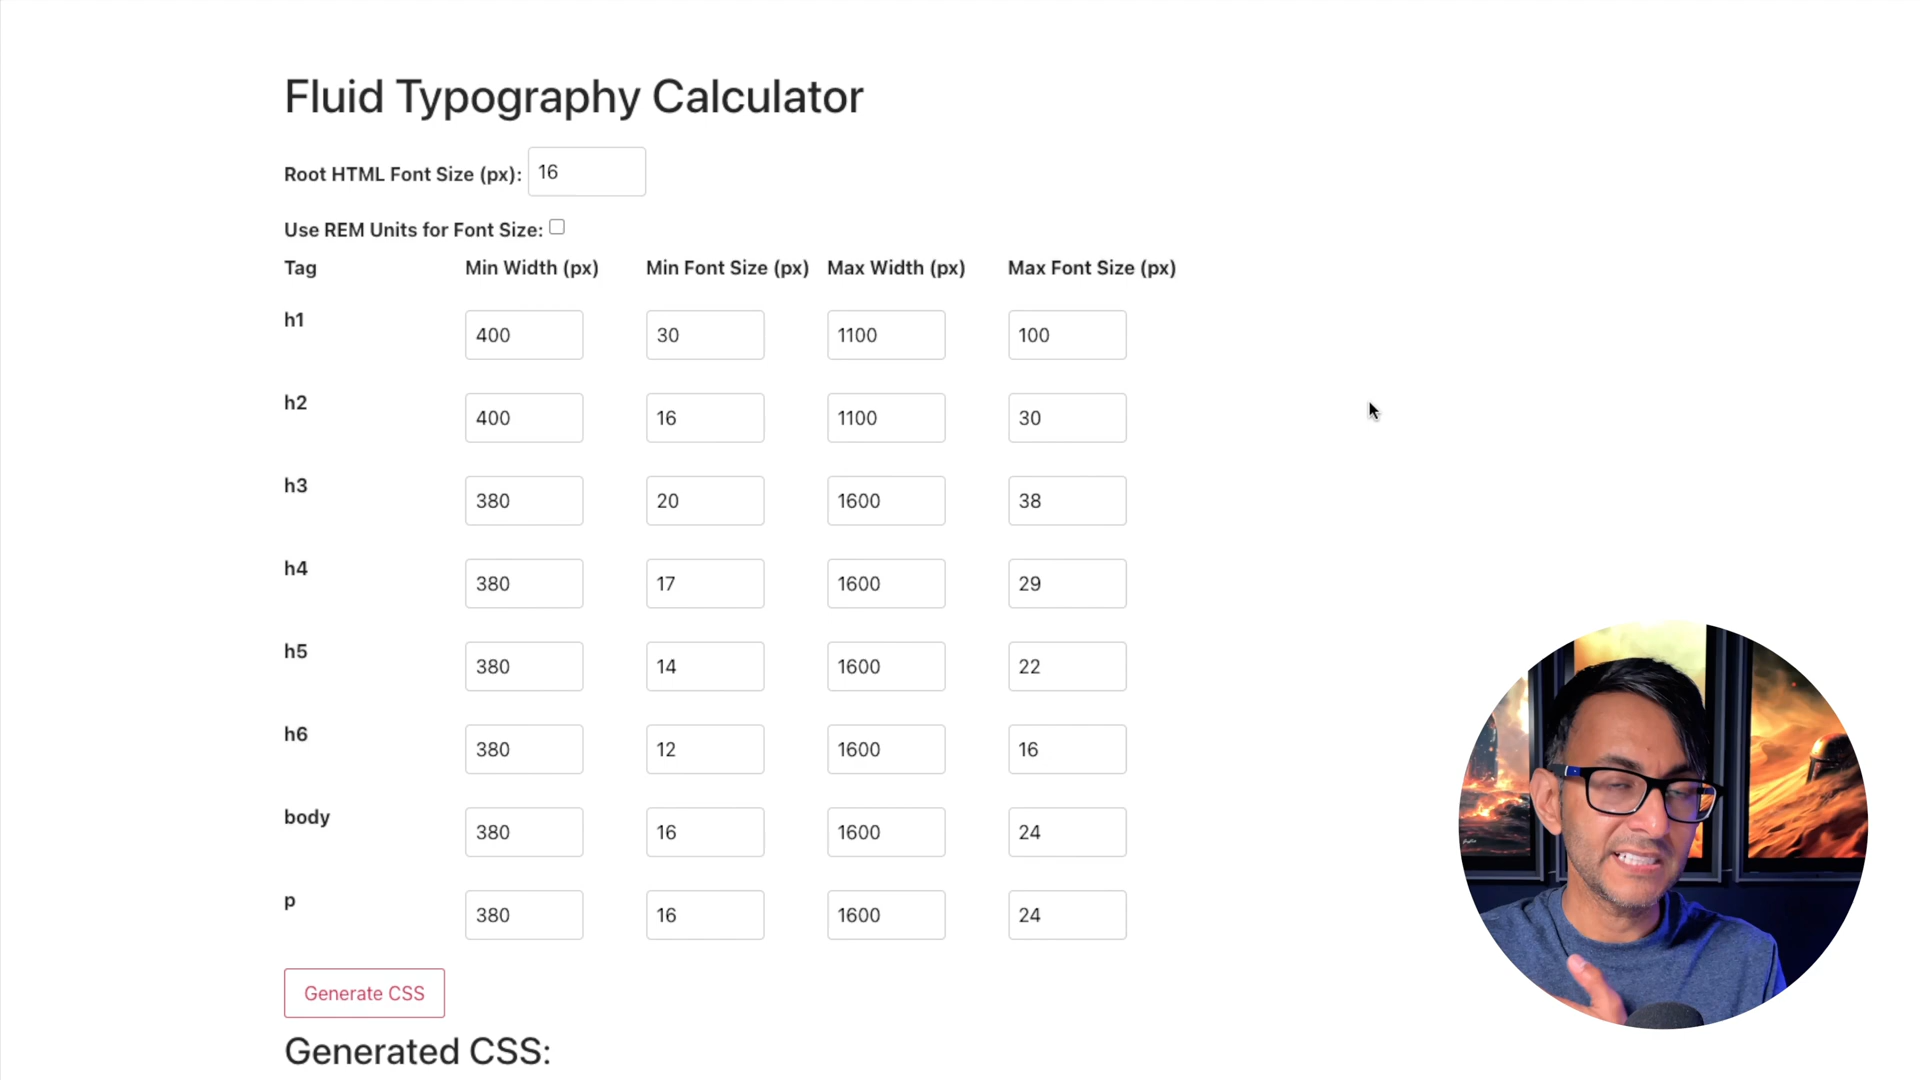 Fluid Typography Calculator
Root HTML Font Size (px): 16
Use REM Units for Font Size:
Tag Min Width (px) Min Font Size (px) Max Width (px) Max Font Size (px)
h1 400 30 1100 100
h2 400 16 1100 30
h3 380 20 1600 38
h4 380 17 1600 29
h5 380 14 1600 22
h6 380 12 1600 16
body 380 16 1600 24
p 380 16 1600 24
Generate CSS
Generated CSS: